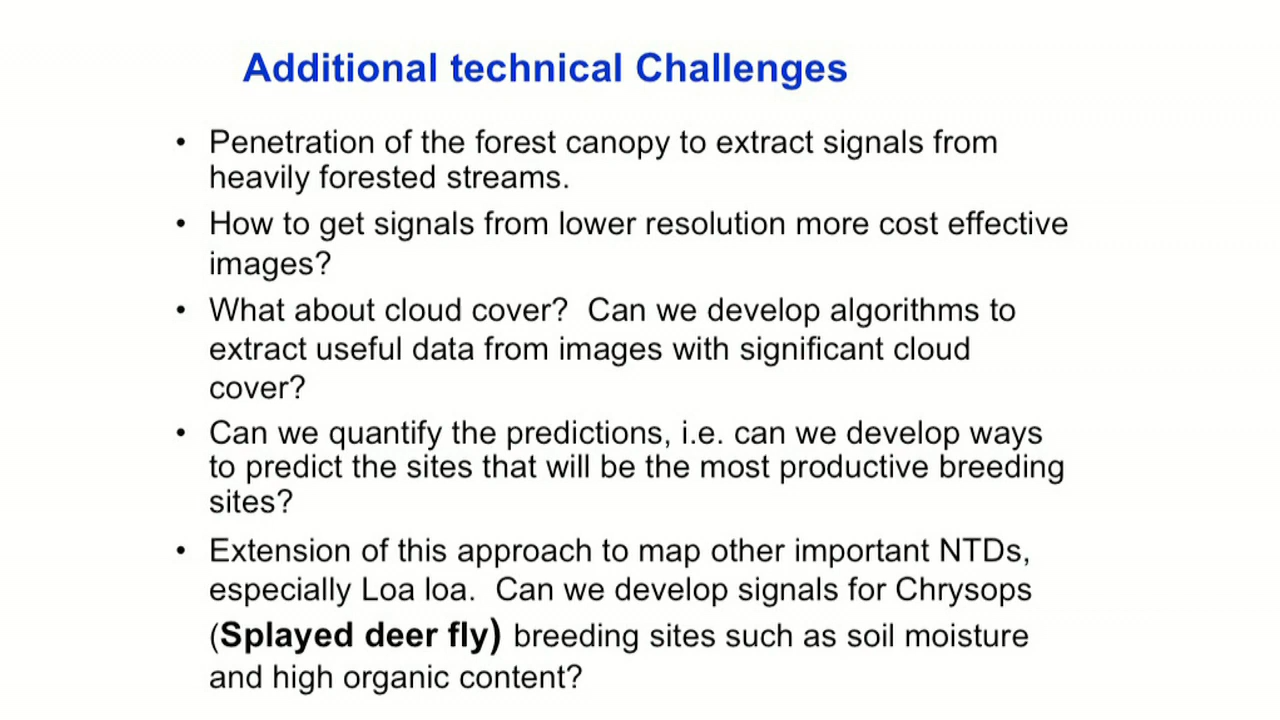 Additional technical Challenges
• Penetration of the forest canopy to extract signals from
heavily forested streams.
• How to get signals from lower resolution more cost effective
images?
• What about cloud cover?  Can we develop algorithms to
extract useful data from images with significant cloud
cover?
• Can we quantify the predictions, i.e. can we develop ways
to predict the sites that will be the most productive breeding
sites?
• Extension of this approach to map other important NTDs,
especially Loa loa.  Can we develop signals for Chrysops
(Splayed deer fly) breeding sites such as soil moisture
and high organic content?